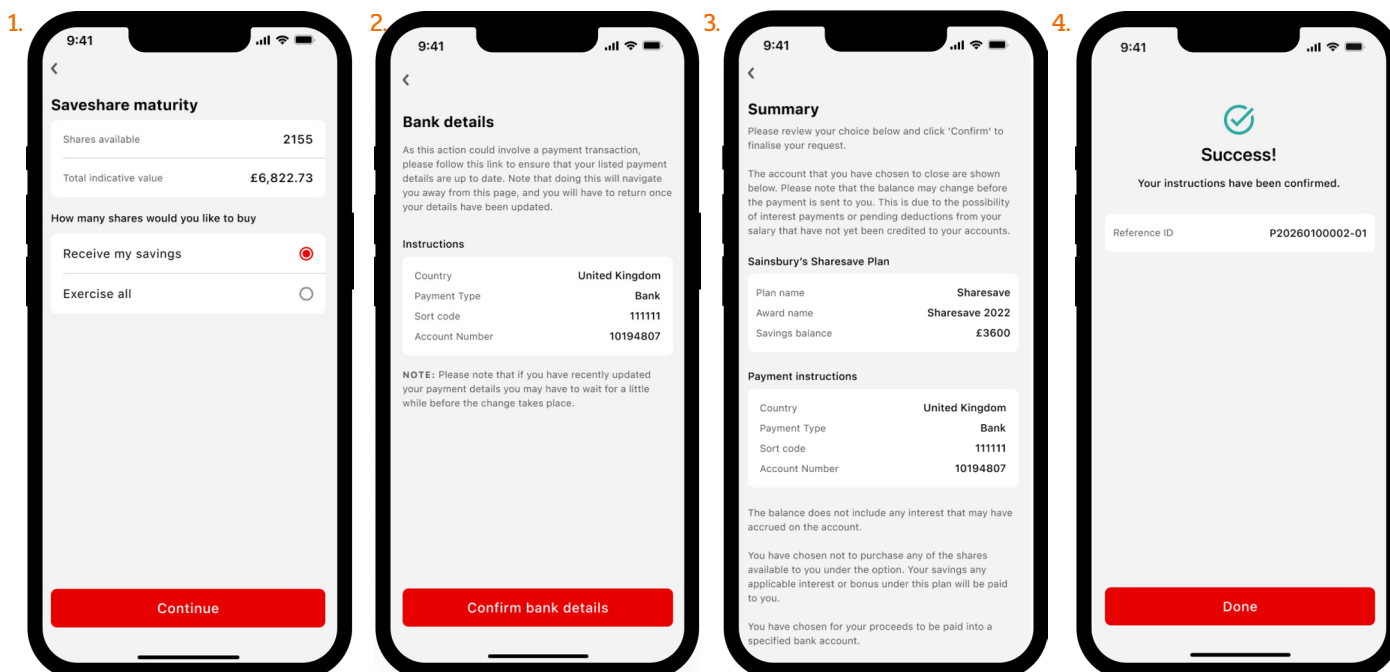 1.
9:41
Saveshare maturity
Shares available 2155
Total indicative value £6,822.73
How many shares would you like to buy
Receive my savings
Exercise all
Continue
2.
9:41
Bank details
As this action could involve a payment transaction,
please follow this link to ensure that your listed payment
details are up to date. Note that doing this will navigate
you away from this page, and you will have to return once
your details have been updated.
Instructions
Country United Kingdom
Payment Type Bank
Sort code 111111
Account Number 10194807
NOTE: Please note that if you have recently updated
your payment details you may have to wait for a little
while before the change takes place.
Confirm bank details
3.
9:41
Summary
Please review your choice below and click 'Confirm' to
finalise your request.
The account that you have chosen to close are shown
below. Please note that the balance may change before
the payment is sent to you. This is due to the possibility
of interest payments or pending deductions from your
salary that have not yet been credited to your accounts.
Sainsbury's Sharesave Plan
Plan name Sharesave
Award name Sharesave 2022
Savings balance £3600
Payment instructions
Country United Kingdom
Payment Type Bank
Sort code 111111
Account Number 10194807
The balance does not include any interest that may have
accrued on the account.
You have chosen not to purchase any of the shares
available to you under the option. Your savings any
applicable interest or bonus under this plan will be paid
to you.
You have chosen for your proceeds to be paid into a
specified bank account.
4.
9:41
Success!
Your instructions have been confirmed.
Reference ID P20260100002-01
Done